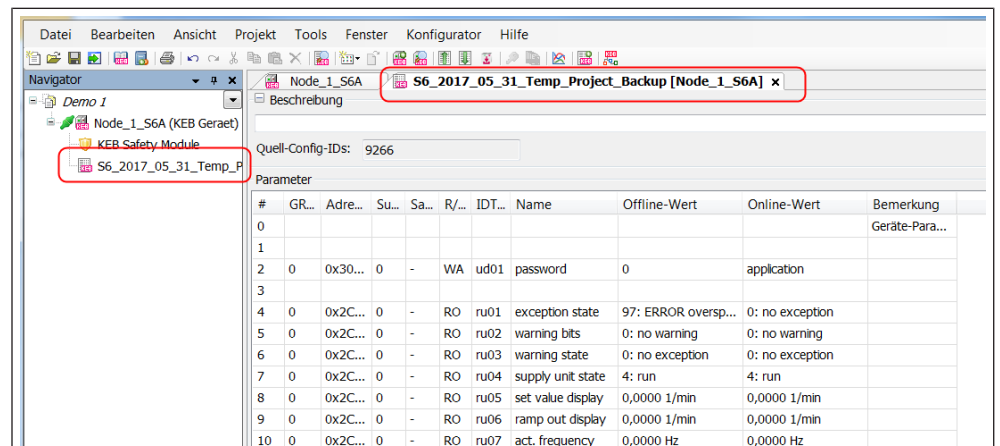 Datei Bearbeiten Ansicht Projekt Tools Fenster Konfigurator Hilfe
Navigator
Demo 1
Node_1_S6A (KEB Geraet)
KEB Safety Module
S6_2017_05_31_Temp_P
Node_1_S6A S6_2017_05_31_Temp_Project_Backup [Node_1_S6A] x
Beschreibung
Quell-Config-IDs: 9266
Parameter
# GR... Adre... Su... Sa... R/... IDT... Name Offline-Wert Online-Wert Bemerkung
0 Geräte-Para...
1
2 0 0x30... 0 - WA ud01 password 0 application
3
4 0 0x2C... 0 - RO ru01 exception state 97: ERROR oversp... 0: no exception
5 0 0x2C... 0 - RO ru02 warning bits 0: no warning 0: no warning
6 0 0x2C... 0 - RO ru03 warning state 0: no exception 0: no exception
7 0 0x2C... 0 - RO ru04 supply unit state 4: run 4: run
8 0 0x2C... 0 - RO ru05 set value display 0,0000 1/min 0,0000 1/min
9 0 0x2C... 0 - RO ru06 ramp out display 0,0000 1/min 0,0000 1/min
10 0 0x2C... 0 - RO ru07 act. frequency 0,0000 Hz 0,0000 Hz